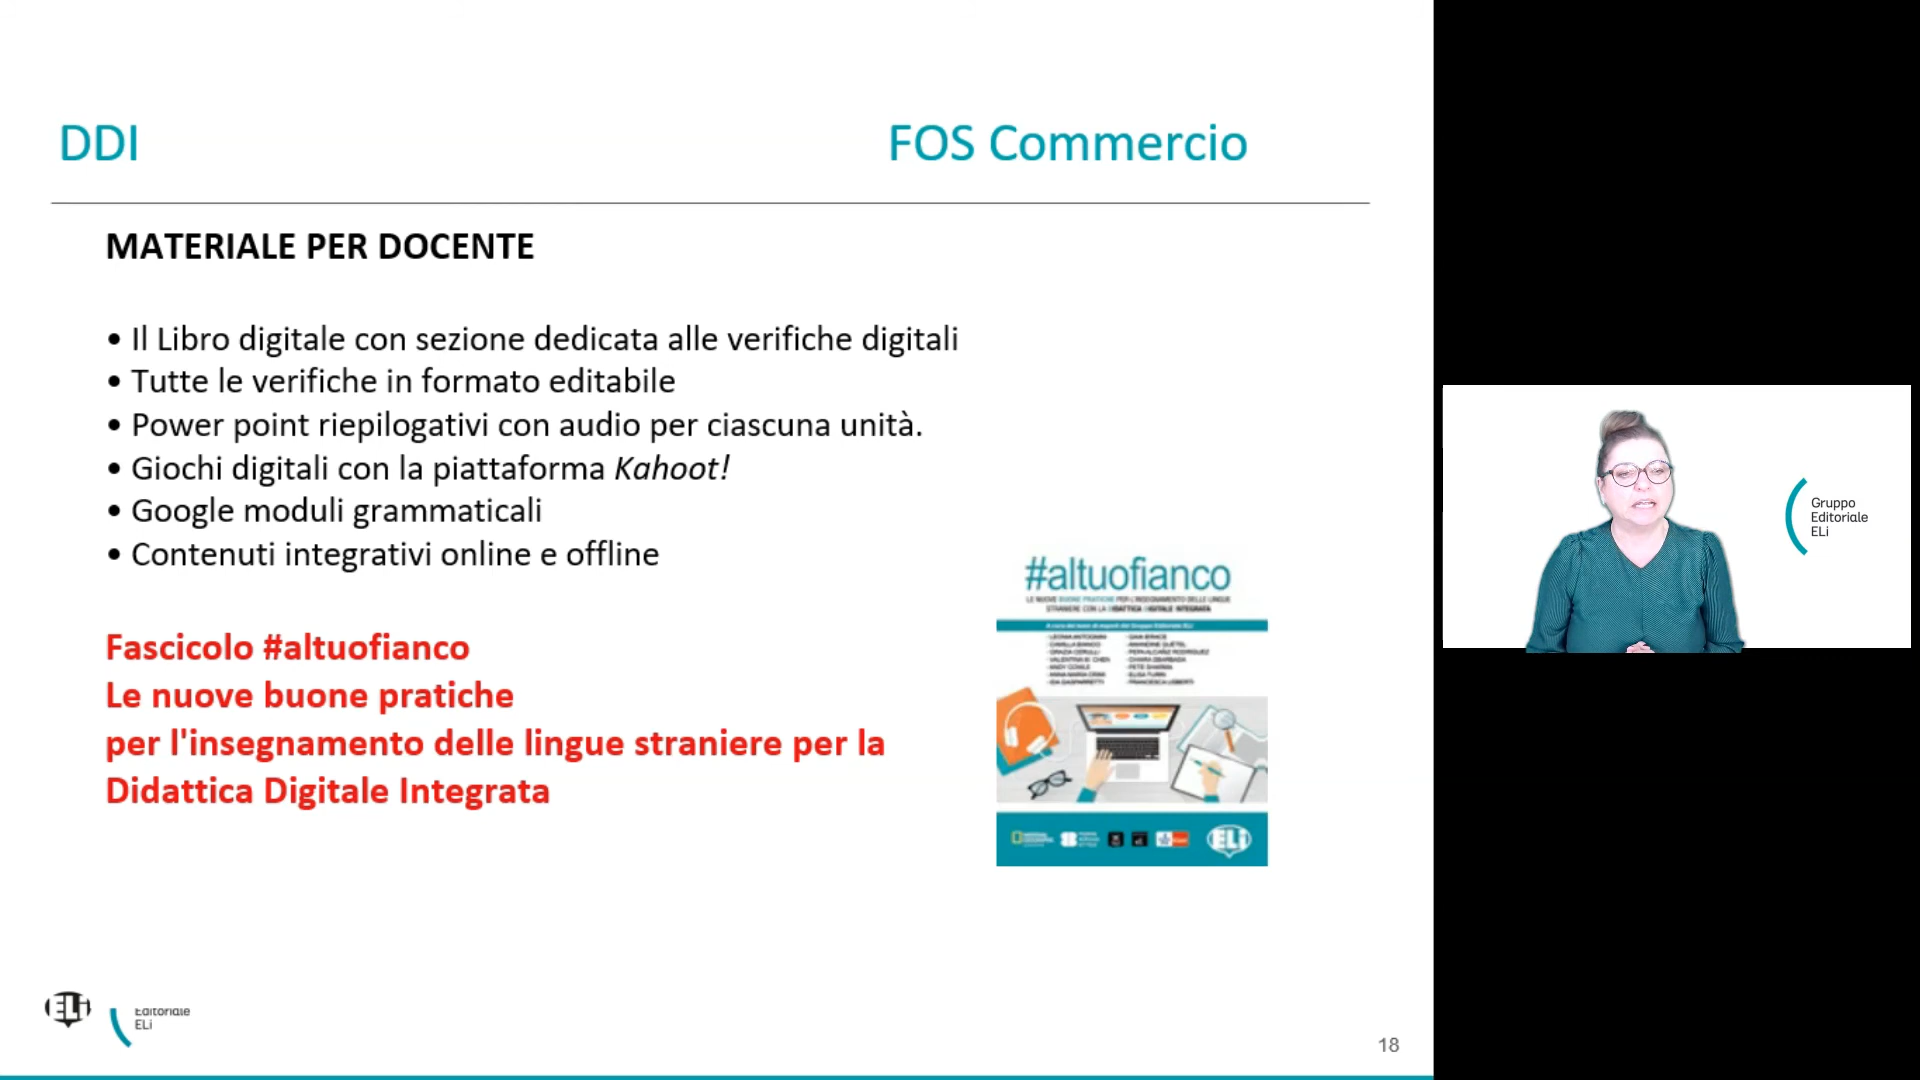 DDI
FOS Commercio
MATERIALE PER DOCENTE
• Il Libro digitale con sezione dedicata alle verifiche digitali
• Tutte le verifiche in formato editabile
• Power point riepilogativi con audio per ciascuna unità.
• Giochi digitali con la piattaforma Kahoot!
• Google moduli grammaticali
• Contenuti integrativi online e offline
Fascicolo #altuofianco
Le nuove buone pratiche
per l'insegnamento delle lingue straniere per la
Didattica Digitale Integrata
#altuofianco
LE NUOVE BUONE PRATICHE PER L'INSEGNAMENTO DELLE LINGUE
STRANIERE CON LA DIDATTICA DIGITALE INTEGRATA
ELi
ELi
Editoriale
ELi
18
Gruppo
Editoriale
ELi